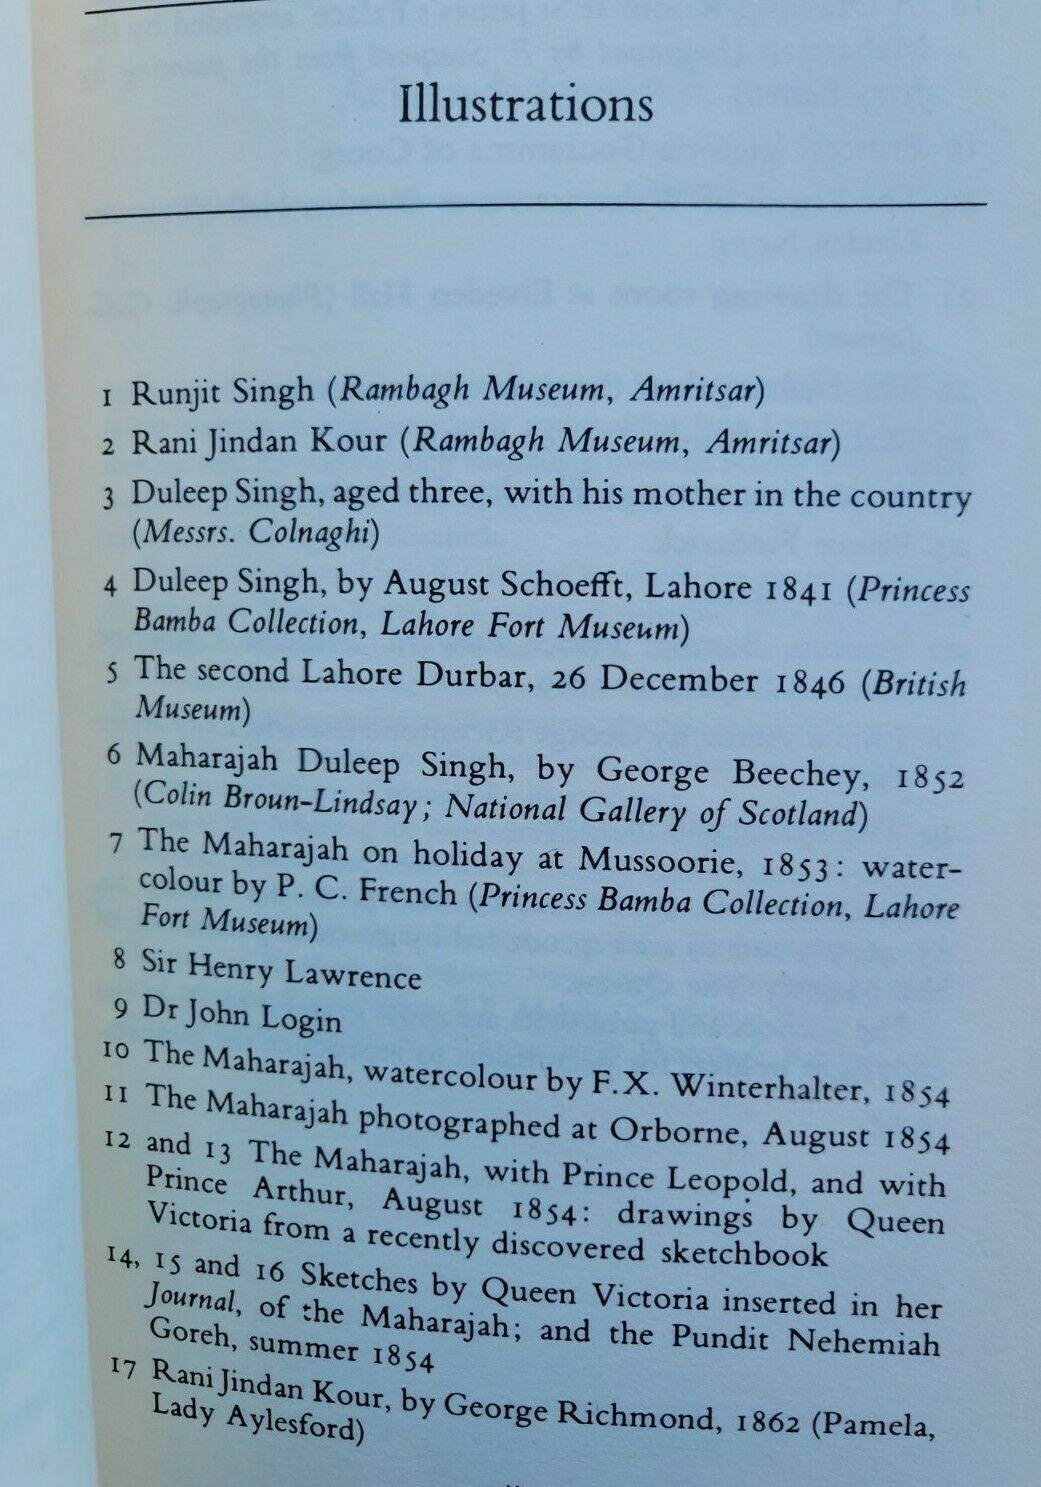 Illustrations
1 Runjit Singh (Rambagh Museum, Amritsar)
2 Rani Jindan Kour (Rambagh Museum, Amritsar)
3 Duleep Singh, aged three, with his mother in the country
(Messrs. Colnaghi)
4 Duleep Singh, by August Schoefft, Lahore 1841 (Princess
Bamba Collection, Lahore Fort Museum)
5 The second Lahore Durbar, 26 December 1846 (British
Museum)
6 Maharajah Duleep Singh, by George Beechey, 1852
(Colin Broun-Lindsay; National Gallery of Scotland)
7 The Maharajah on holiday at Mussoorie, 1853: water-
colour by P. C. French (Princess Bamba Collection, Lahore
Fort Museum)
8 Sir Henry Lawrence
9 Dr John Login
10 The Maharajah, watercolour by F.X. Winterhalter, 1854
11 The Maharajah photographed at Orborne, August 1854
12 and 13 The Maharajah, with Prince Leopold, and with
Prince Arthur, August 1854: drawings by Queen
Victoria from a recently discovered sketchbook
14, 15 and 16 Sketches by Queen Victoria inserted in her
Journal, of the Maharajah; and the Pundit Nehemiah
Goreh, summer 1854
17 Rani Jindan Kour, by George Richmond, 1862 (Pamela,
Lady Aylesford)